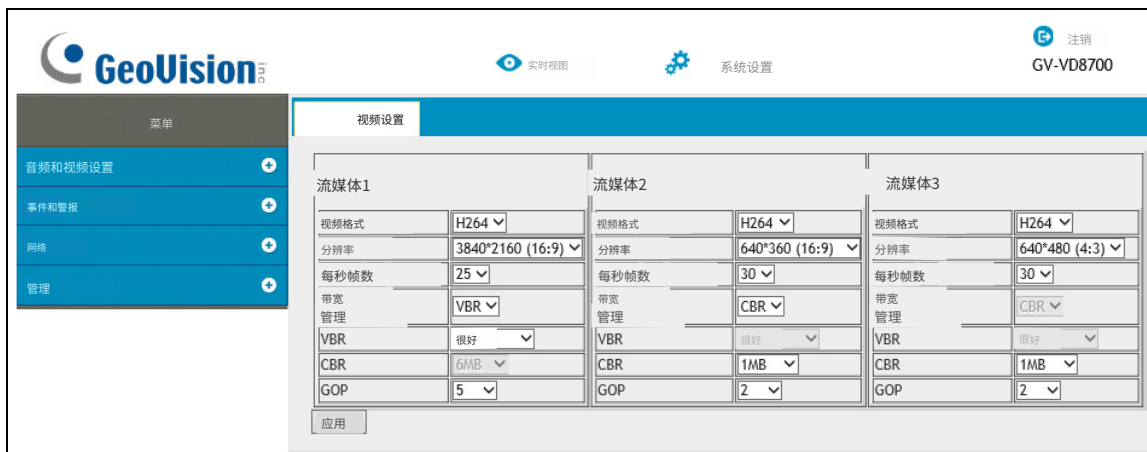 GeoVision inc
实时视图
系统设置
注销
GV-VD8700
菜单
音频和视频设置
事件和警报
网络
管理
视频设置
流媒体1
视频格式 H264
分辨率 3840*2160 (16:9)
每秒帧数 25
带宽
管理 VBR
VBR 很好
CBR 6MB
GOP 5
流媒体2
视频格式 H264
分辨率 640*360 (16:9)
每秒帧数 30
带宽
管理 CBR
VBR 很好
CBR 1MB
GOP 2
流媒体3
视频格式 H264
分辨率 640*480 (4:3)
每秒帧数 30
带宽
管理 CBR
VBR 很好
CBR 1MB
GOP 2
应用